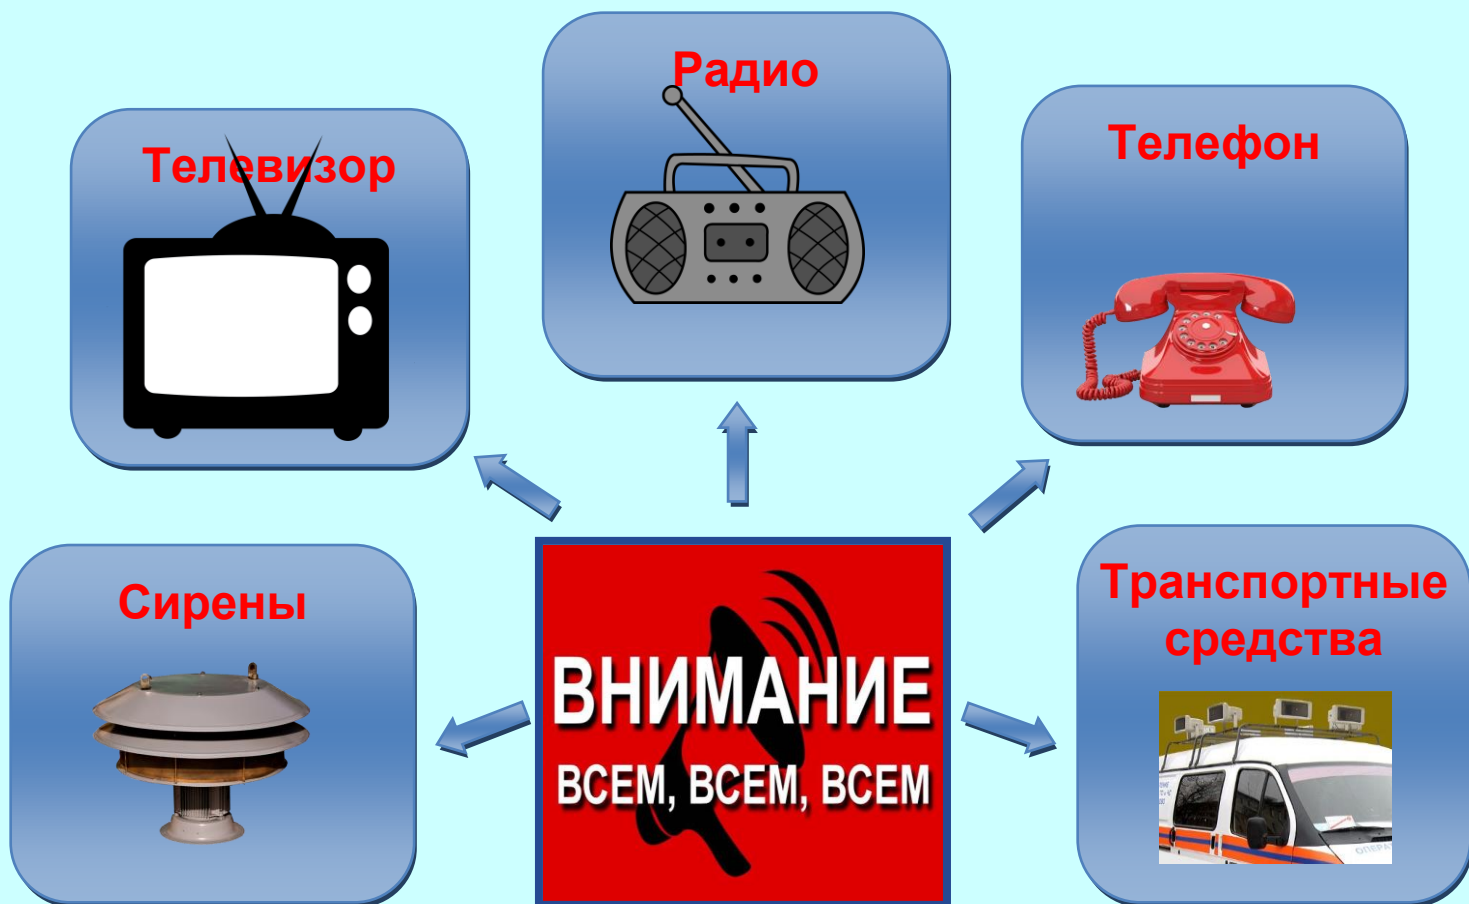 Радио
Телевизор
Телефон
Сирены
Транспортные
средства
ВНИМАНИЕ
ВСЕМ, ВСЕМ, ВСЕМ